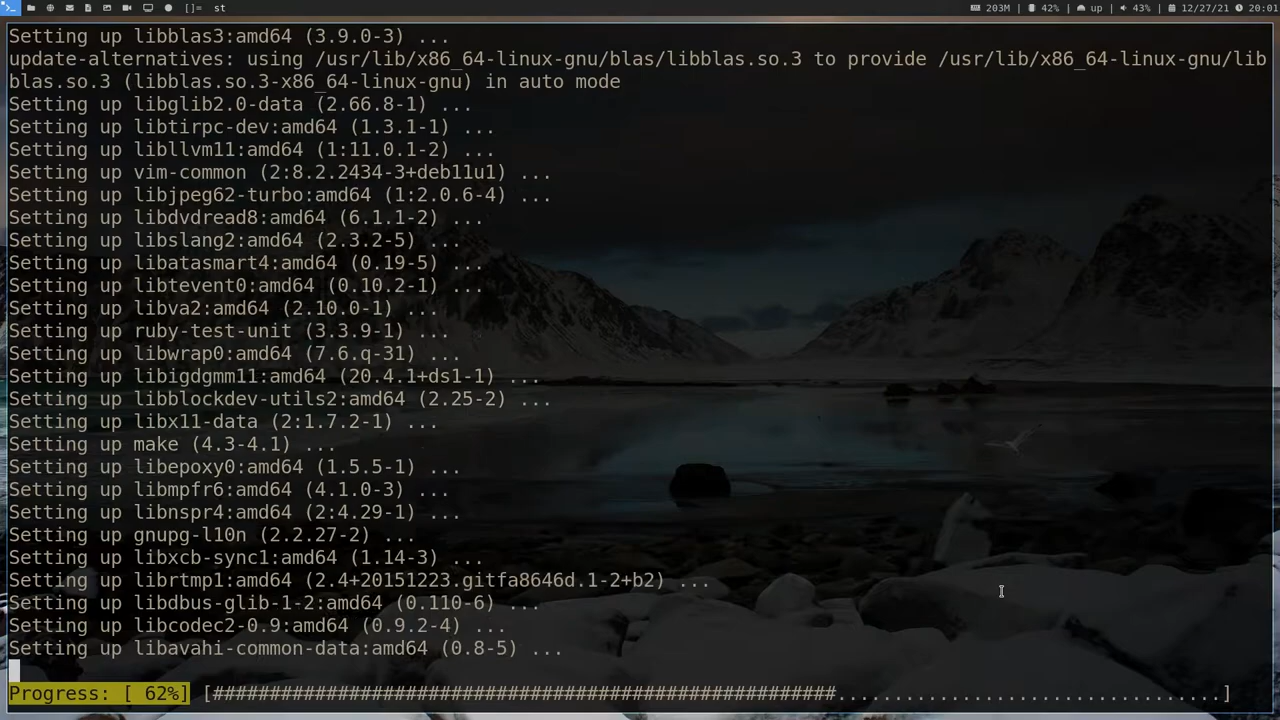 []= st 203M | 42% | up | 43% | 12/27/21 20:01
Setting up libblas3:amd64 (3.9.0-3) ...
update-alternatives: using /usr/lib/x86_64-linux-gnu/blas/libblas.so.3 to provide /usr/lib/x86_64-linux-gnu/lib
blas.so.3 (libblas.so.3-x86_64-linux-gnu) in auto mode
Setting up libglib2.0-data (2.66.8-1) ...
Setting up libtirpc-dev:amd64 (1.3.1-1) ...
Setting up libllvm11:amd64 (1:11.0.1-2) ...
Setting up vim-common (2:8.2.2434-3+deb11u1) ...
Setting up libjpeg62-turbo:amd64 (1:2.0.6-4) ...
Setting up libdvdread8:amd64 (6.1.1-2) ...
Setting up libslang2:amd64 (2.3.2-5) ...
Setting up libatasmart4:amd64 (0.19-5) ...
Setting up libtevent0:amd64 (0.10.2-1) ...
Setting up libva2:amd64 (2.10.0-1) ...
Setting up ruby-test-unit (3.3.9-1) ...
Setting up libwrap0:amd64 (7.6.q-31) ...
Setting up libigdgmm11:amd64 (20.4.1+ds1-1) ...
Setting up libblockdev-utils2:amd64 (2.25-2) ...
Setting up libx11-data (2:1.7.2-1) ...
Setting up make (4.3-4.1) ...
Setting up libepoxy0:amd64 (1.5.5-1) ...
Setting up libmpfr6:amd64 (4.1.0-3) ...
Setting up libnspr4:amd64 (2:4.29-1) ...
Setting up gnupg-l10n (2.2.27-2) ...
Setting up libxcb-sync1:amd64 (1.14-3) ...
Setting up librtmp1:amd64 (2.4+20151223.gitfa8646d.1-2+b2) ...
Setting up libdbus-glib-1-2:amd64 (0.110-6) ...
Setting up libcodec2-0.9:amd64 (0.9.2-4) ...
Setting up libavahi-common-data:amd64 (0.8-5) ...
Progress: [ 62%] [#######################################################..................................]